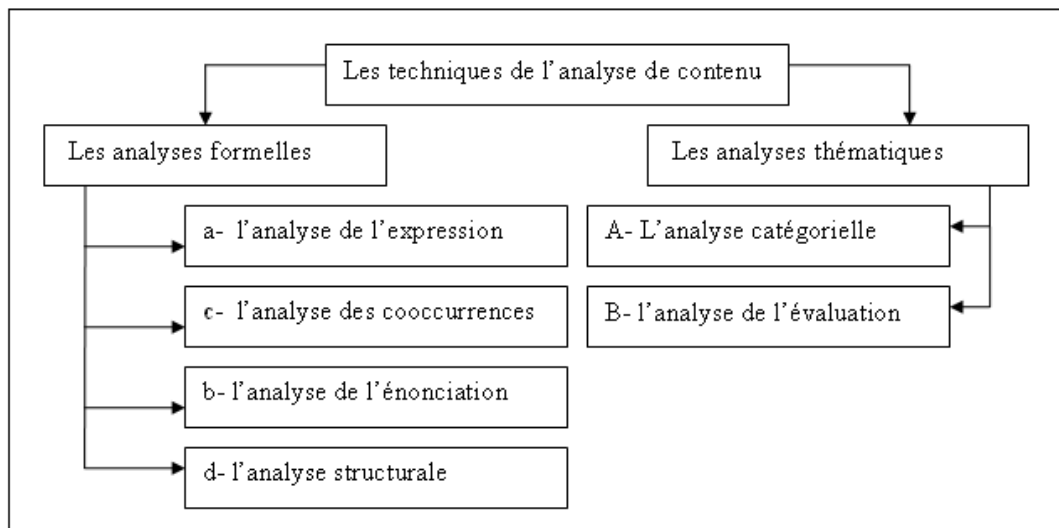 Les techniques de l'analyse de contenu
Les analyses formelles
Les analyses thématiques
a- l'analyse de l'expression
A- L'analyse catégorielle
c- l'analyse des cooccurrences
B- l'analyse de l'évaluation
b- l'analyse de l'énonciation
d- l'analyse structurale